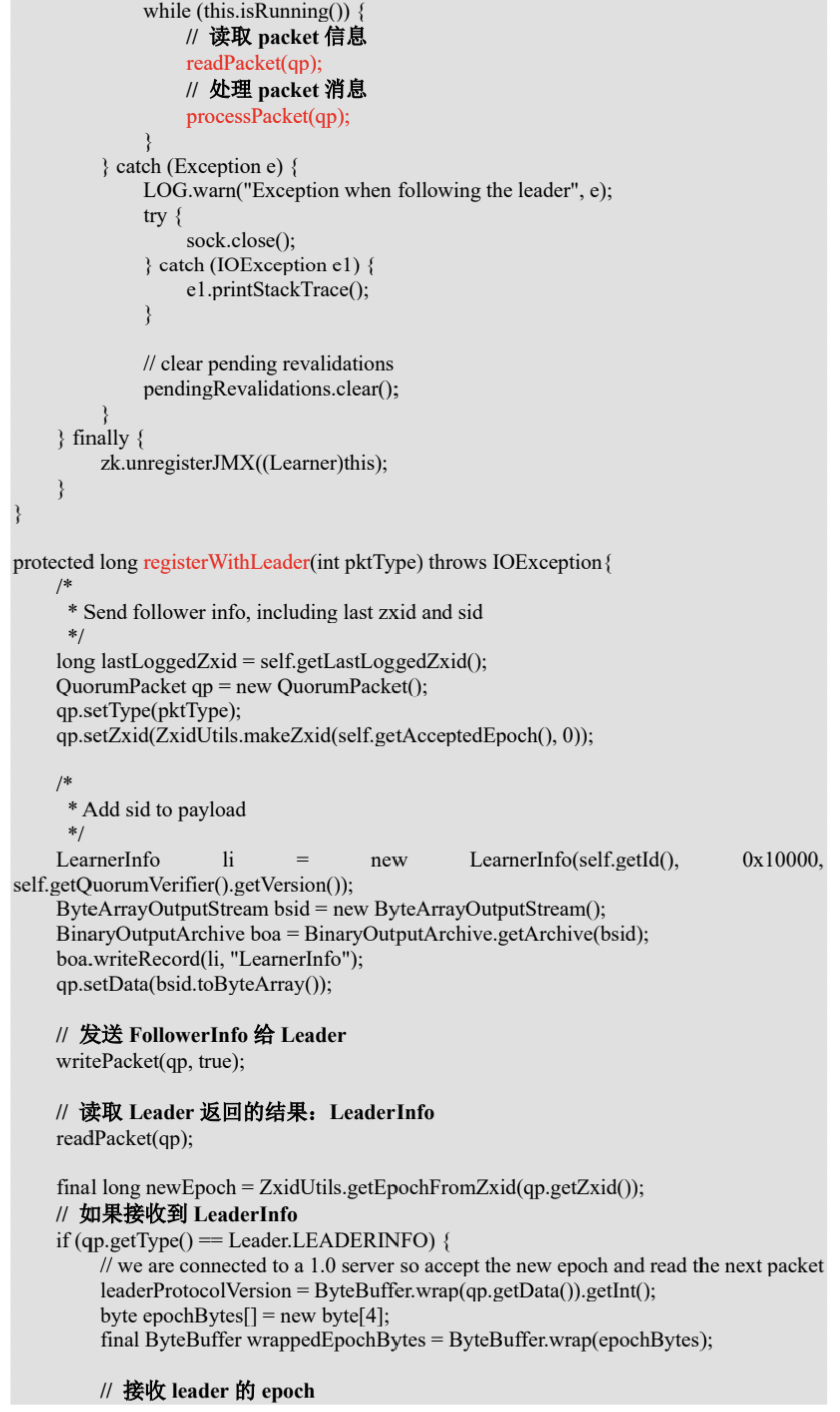 while (this.isRunning()) {
// 读取 packet 信息
readPacket(qp);
// 处理 packet 消息
processPacket(qp);
}
} catch (Exception e) {
LOG.warn("Exception when following the leader", e);
try {
sock.close();
} catch (IOException e1) {
e1.printStackTrace();
}
// clear pending revalidations
pendingRevalidations.clear();
}
} finally {
zk.unregisterJMX((Learner)this);
}
}
protected long registerWithLeader(int pktType) throws IOException{
/*
* Send follower info, including last zxid and sid
*/
long lastLoggedZxid = self.getLastLoggedZxid();
QuorumPacket qp = new QuorumPacket();
qp.setType(pktType);
qp.setZxid(ZxidUtils.makeZxid(self.getAcceptedEpoch(), 0));
/*
* Add sid to payload
*/
LearnerInfo li = new LearnerInfo(self.getId(), 0x10000,
self.getQuorumVerifier().getVersion());
ByteArrayOutputStream bsid = new ByteArrayOutputStream();
BinaryOutputArchive boa = BinaryOutputArchive.getArchive(bsid);
boa.writeRecord(li, "LearnerInfo");
qp.setData(bsid.toByteArray());
// 发送 FollowerInfo 给 Leader
writePacket(qp, true);
// 读取 Leader 返回的结果：LeaderInfo
readPacket(qp);
final long newEpoch = ZxidUtils.getEpochFromZxid(qp.getZxid());
// 如果接收到 LeaderInfo
if (qp.getType() == Leader.LEADERINFO) {
// we are connected to a 1.0 server so accept the new epoch and read the next packet
leaderProtocolVersion = ByteBuffer.wrap(qp.getData()).getInt();
byte epochBytes[] = new byte[4];
final ByteBuffer wrappedEpochBytes = ByteBuffer.wrap(epochBytes);
// 接收 leader 的 epoch